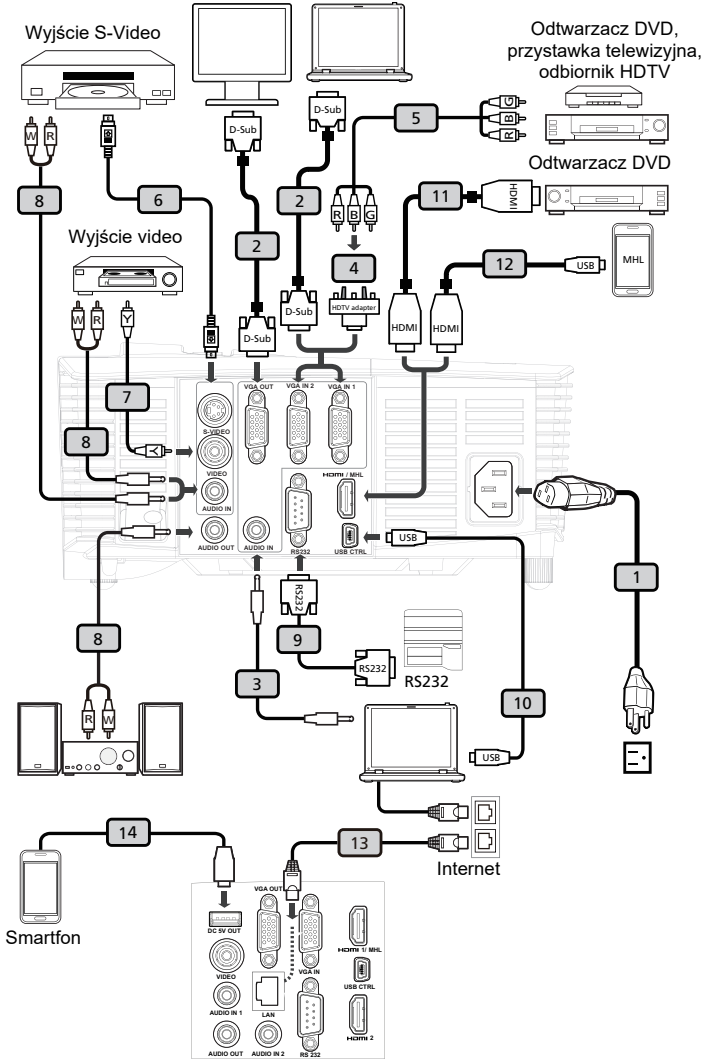 Wyjście S-Video
Odtwarzacz DVD,
przystawka telewizyjna,
odbiornik HDTV
D-Sub
D-Sub
5
R B G
W R
Odtwarzacz DVD
8
6
2
2
11
HDMI
R B G
Wyjście video
4
12
USB
MHL
D-Sub
HDTV adapter
HDMI
HDMI
W R
Y
D-Sub
VGA OUT
VGA IN 2
VGA IN 1
7
S-VIDEO
8
Y
VIDEO
HDMI / MHL
AUDIO IN
AUDIO OUT
AUDIO IN
RS232
USB CTRL
USB
1
RS232
8
9
RS232
RS232
3
10
R W
USB
14
13
Internet
Smartfon
VGA OUT
DC 5V OUT
HDMI 1/ MHL
VIDEO
VGA IN
USB CTRL
AUDIO IN 1
LAN
HDMI 2
AUDIO OUT
AUDIO IN 2
RS 232